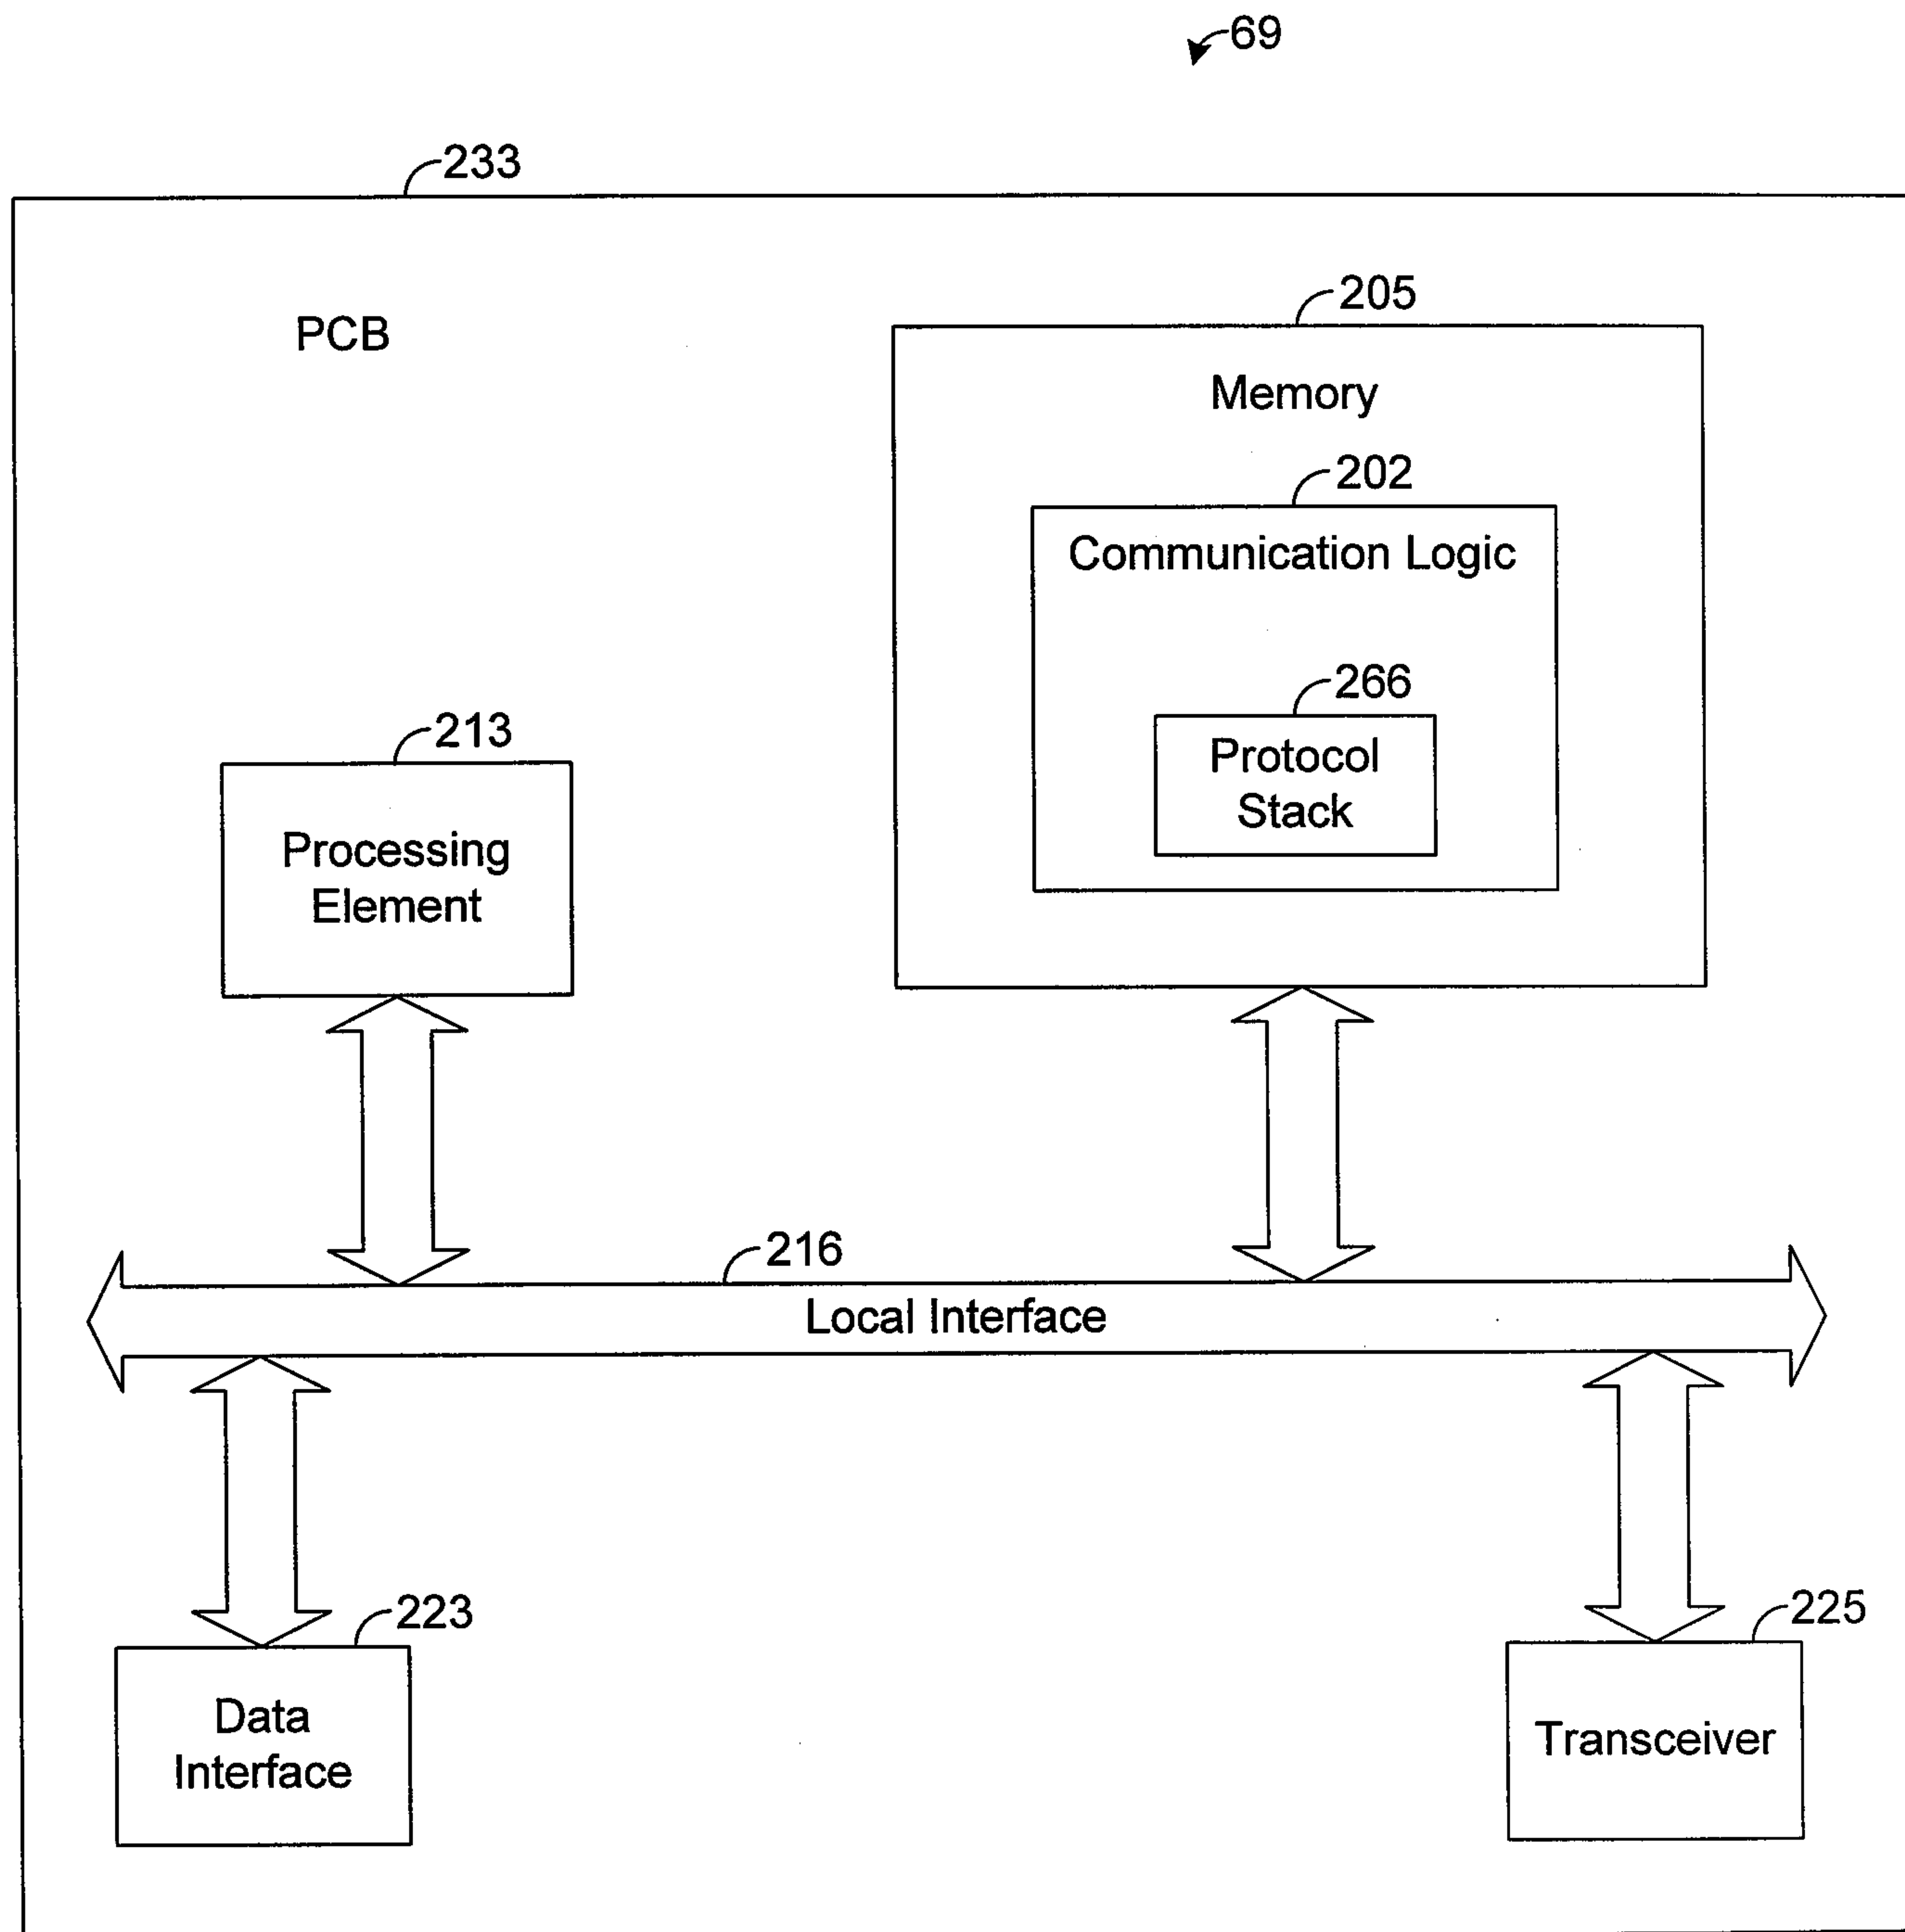 69
233
PCB
205
Memory
202
Communication Logic
266
Protocol
Stack
213
Processing
Element
216
Local Interface
223
Data
Interface
225
Transceiver